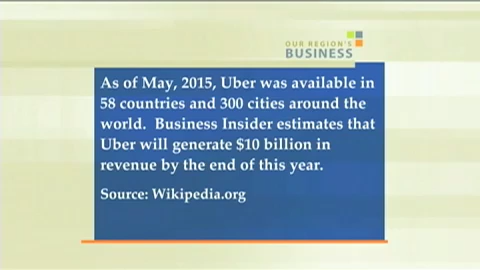 OUR REGION'S
BUSINESS
As of May, 2015, Uber was available in
58 countries and 300 cities around the
world.  Business Insider estimates that
Uber will generate $10 billion in
revenue by the end of this year.
Source: Wikipedia.org